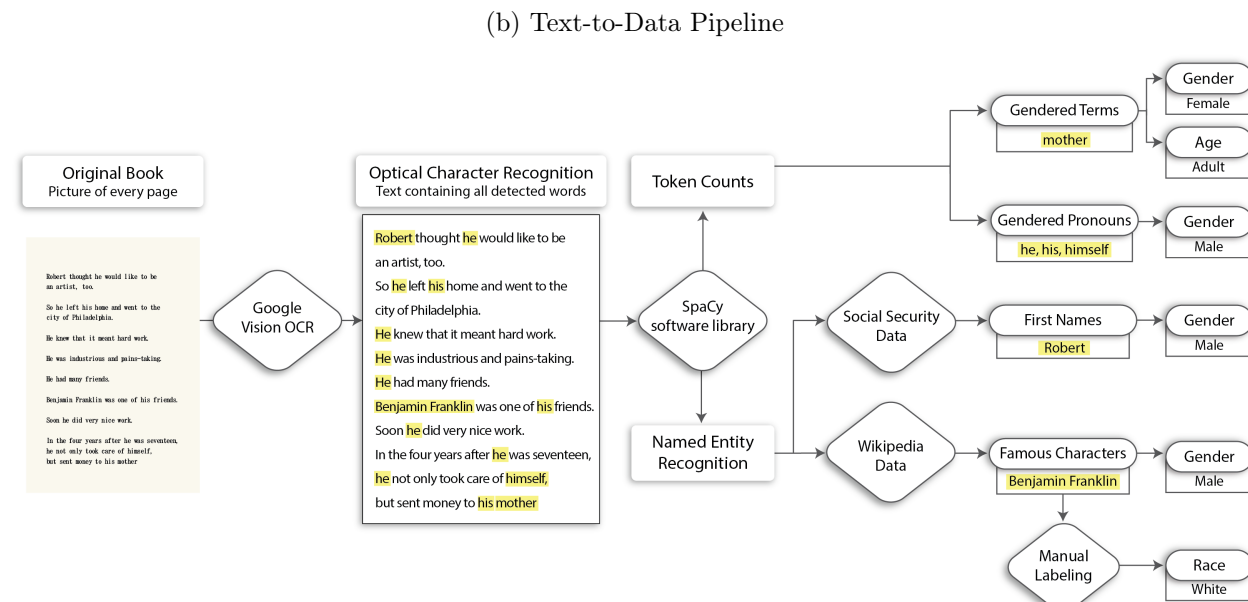 (b) Text-to-Data Pipeline
Original Book
Picture of every page
Robert thought he would like to be
an artist, too.
So he left his home and went to the
city of Philadelphia.
He knew that it meant hard work.
He was industrious and pains-taking.
He had many friends.
Benjamin Franklin was one of his friends.
Soon he did very nice work.
In the four years after he was seventeen,
he not only took care of himself,
but sent money to his mother
Google
Vision OCR
Optical Character Recognition
Text containing all detected words
Robert thought he would like to be
an artist, too.
So he left his home and went to the
city of Philadelphia.
He knew that it meant hard work.
He was industrious and pains-taking.
He had many friends.
Benjamin Franklin was one of his friends.
Soon he did very nice work.
In the four years after he was seventeen,
he not only took care of himself,
but sent money to his mother
SpaCy
software library
Token Counts
Named Entity
Recognition
Gendered Terms
mother
Gender
Female
Age
Adult
Gendered Pronouns
he, his, himself
Gender
Male
Social Security
Data
First Names
Robert
Gender
Male
Wikipedia
Data
Famous Characters
Benjamin Franklin
Gender
Male
Manual
Labeling
Race
White